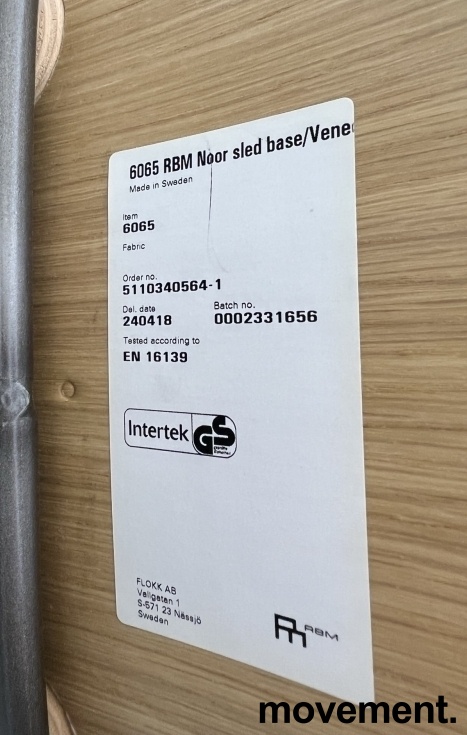 6065 RBM Noor sled base/Vene
Made in Sweden
Item
6065
Fabric
Order no.
5110340564-1
Del. date Batch no.
240418 0002331656
Tested according to
EN 16139
Intertek GS
FLOKK AB
Vallgatan 1
S-571 23 Nässjö
Sweden
RBM
movement.